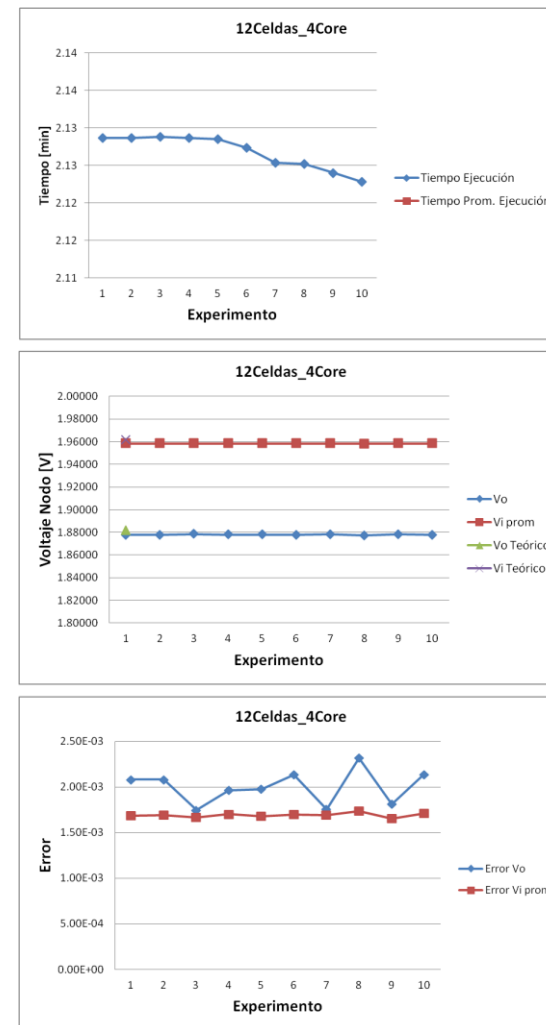 12Celdas_4Core
2.14
2.14
2.13
2.13
2.12
2.12
2.11
Tiempo [min]
1 2 3 4 5 6 7 8 9 10
Experimento
Tiempo Ejecución
Tiempo Prom. Ejecución
12Celdas_4Core
2.00000
1.98000
1.96000
1.94000
1.92000
1.90000
1.88000
1.86000
1.84000
1.82000
1.80000
Voltaje Nodo [V]
1 2 3 4 5 6 7 8 9 10
Experimento
Vo
Vi prom
Vo Teórico
Vi Teórico
12Celdas_4Core
2.50E-03
2.00E-03
1.50E-03
1.00E-03
5.00E-04
0.00E+00
Error
1 2 3 4 5 6 7 8 9 10
Experimento
Error Vo
Error Vi prom